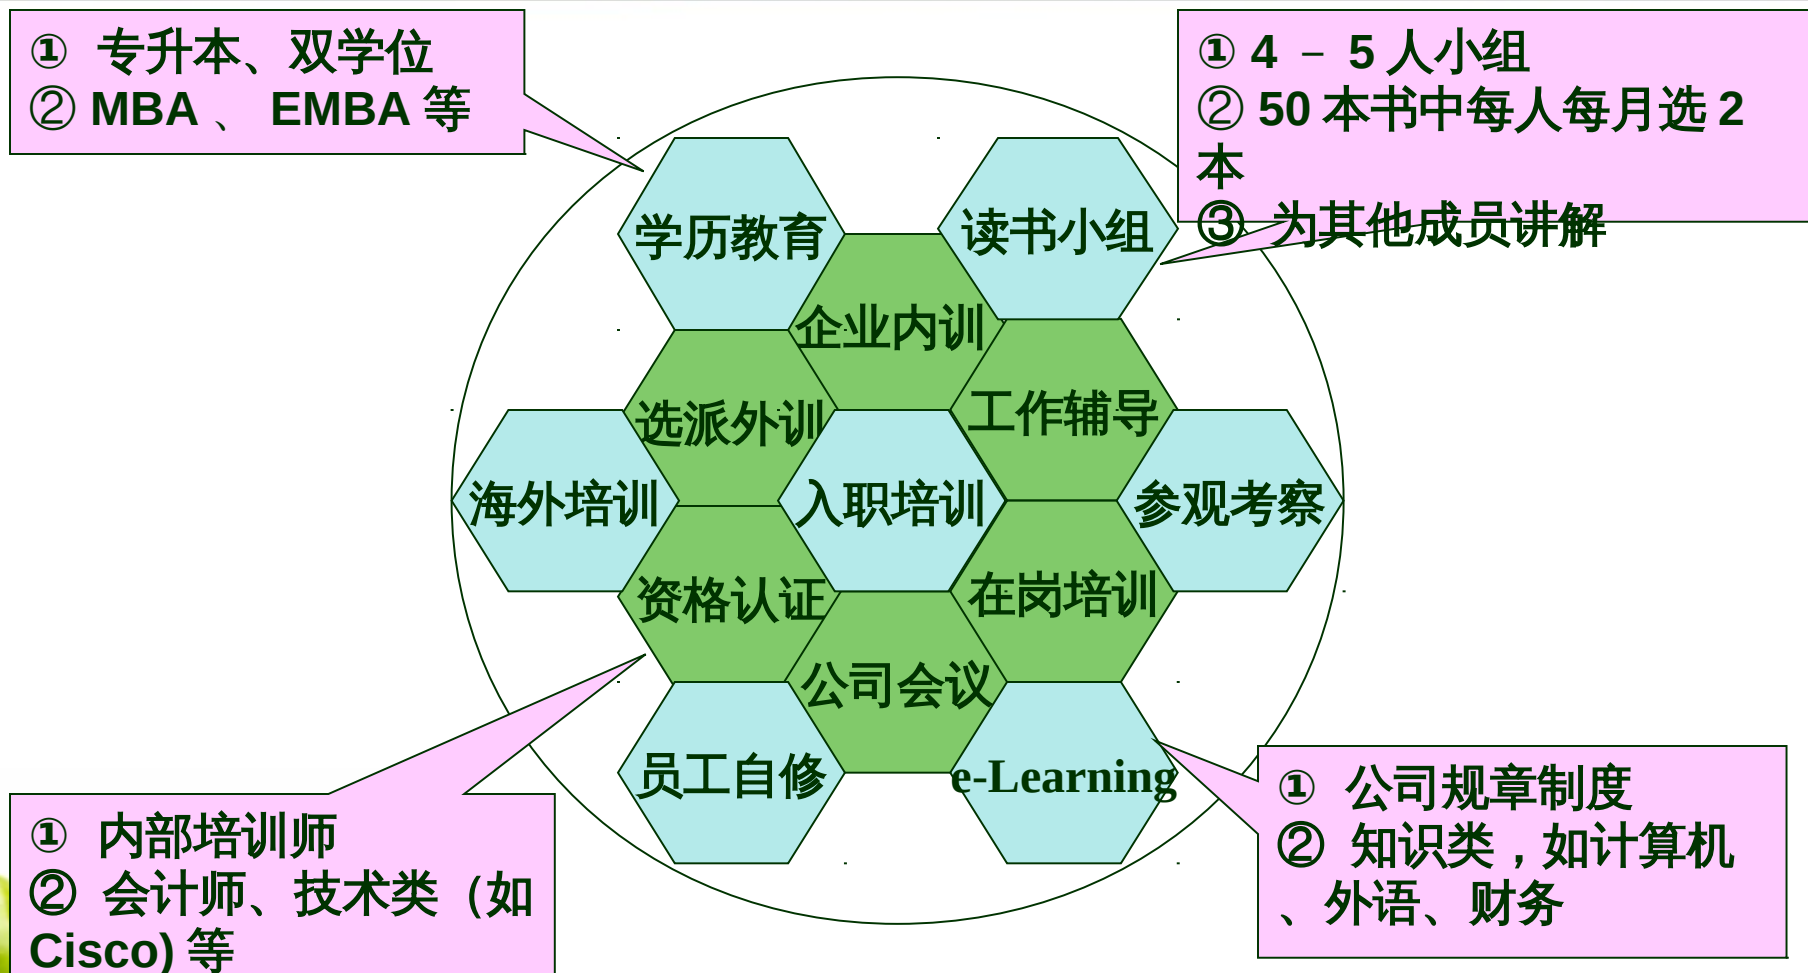 ① 专升本、双学位
② MBA 、 EMBA 等
① 4 － 5 人小组
② 50 本书中每人每月选 2
本
③ 为其他成员讲解
学历教育
读书小组
企业内训
选派外训
工作辅导
海外培训
入职培训
参观考察
资格认证
在岗培训
公司会议
员工自修
e-Learning
① 内部培训师
② 会计师、技术类（如
Cisco) 等
① 公司规章制度
② 知识类，如计算机
、外语、财务